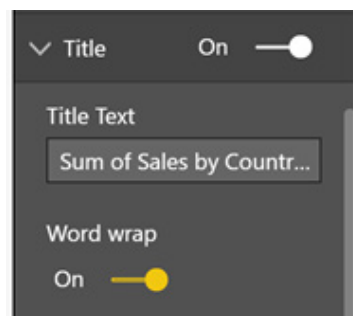 Title On
Title Text
Sum of Sales by Countr...
Word wrap
On